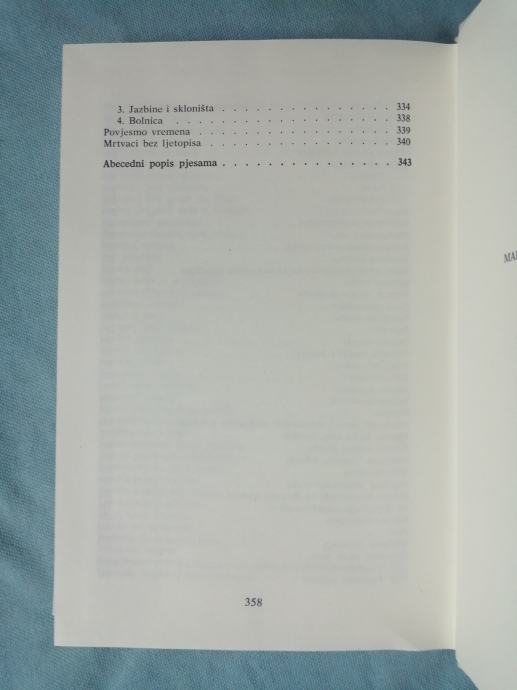 3. Jazbine i skloništa . . . . . . . . . . . . . . . . 334
4. Bolnica . . . . . . . . . . . . . . . . . . . . 338
Povjesmo vremena . . . . . . . . . . . . . . . . . . 339
Mrtvaci bez ljetopisa . . . . . . . . . . . . . . . . . 340
Abecedni popis pjesama . . . . . . . . . . . . . . . 343
358